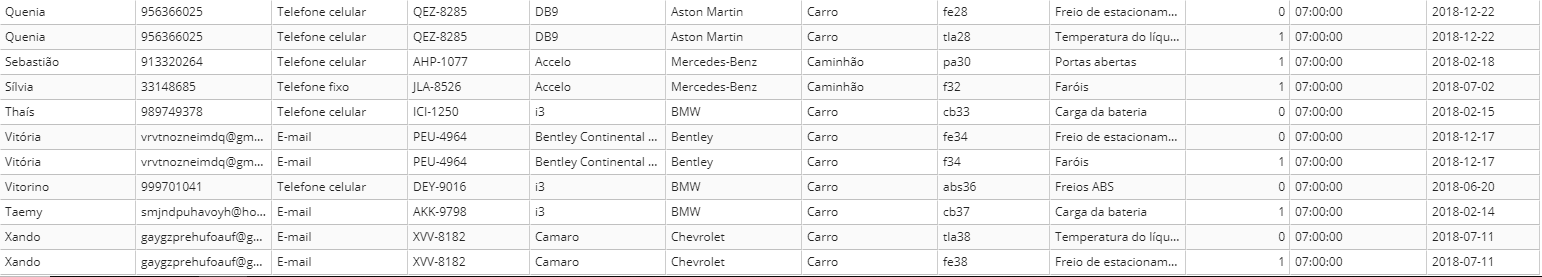 Quenia 956366025 Telefone celular QEZ-8285 DB9 Aston Martin Carro fe28 Freio de estacionam... 0 07:00:00 2018-12-22
Quenia 956366025 Telefone celular QEZ-8285 DB9 Aston Martin Carro tla28 Temperatura do líqu... 1 07:00:00 2018-12-22
Sebastião 913320264 Telefone celular AHP-1077 Accelo Mercedes-Benz Caminhão pa30 Portas abertas 1 07:00:00 2018-02-18
Sílvia 33148685 Telefone fixo JLA-8526 Accelo Mercedes-Benz Caminhão f32 Faróis 1 07:00:00 2018-07-02
Thaís 989749378 Telefone celular ICI-1250 i3 BMW Carro cb33 Carga da bateria 0 07:00:00 2018-02-15
Vitória vrvtnozneimdq@gm... E-mail PEU-4964 Bentley Continental ... Bentley Carro fe34 Freio de estacionam... 0 07:00:00 2018-12-17
Vitória vrvtnozneimdq@gm... E-mail PEU-4964 Bentley Continental ... Bentley Carro f34 Faróis 1 07:00:00 2018-12-17
Vitorino 999701041 Telefone celular DEY-9016 i3 BMW Carro abs36 Freios ABS 0 07:00:00 2018-06-20
Taemy smjndpuhavoyh@ho... E-mail AKK-9798 i3 BMW Carro cb37 Carga da bateria 1 07:00:00 2018-02-14
Xando gaygzprehufoauf@g... E-mail XVV-8182 Camaro Chevrolet Carro tla38 Temperatura do líqu... 0 07:00:00 2018-07-11
Xando gaygzprehufoauf@g... E-mail XVV-8182 Camaro Chevrolet Carro fe38 Freio de estacionam... 1 07:00:00 2018-07-11